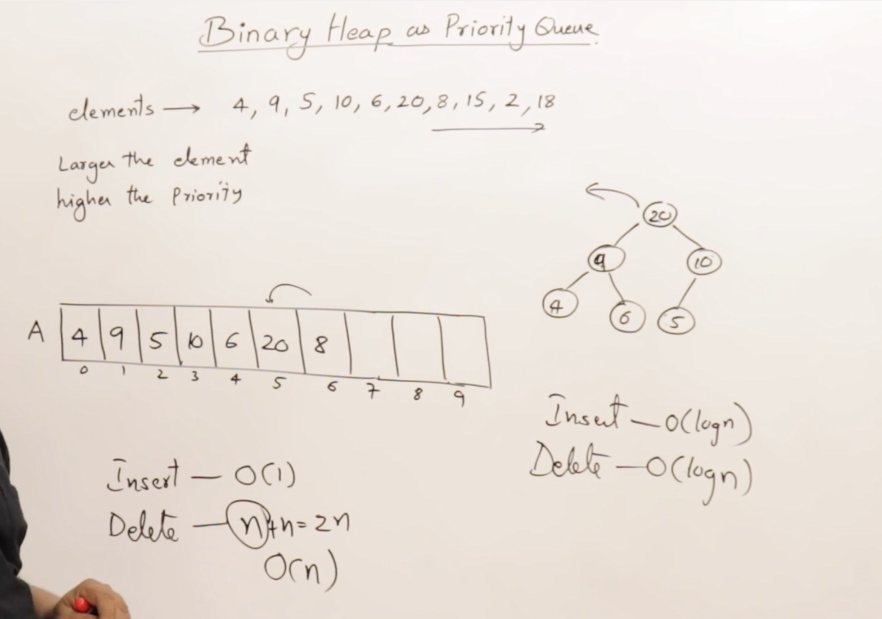 Binary Heap as Priority Queue
elements → 4, 9, 5, 10, 6, 20, 8, 15, 2, 18
Larger the element
higher the Priority
20
9 10
4 6 5
A 4 9 5 10 6 20 8
0 1 2 3 4 5 6 7 8 9
Insert — O(logn)
Delete — O(logn)
Insert — O(1)
Delete — n+n=2n
O(n)